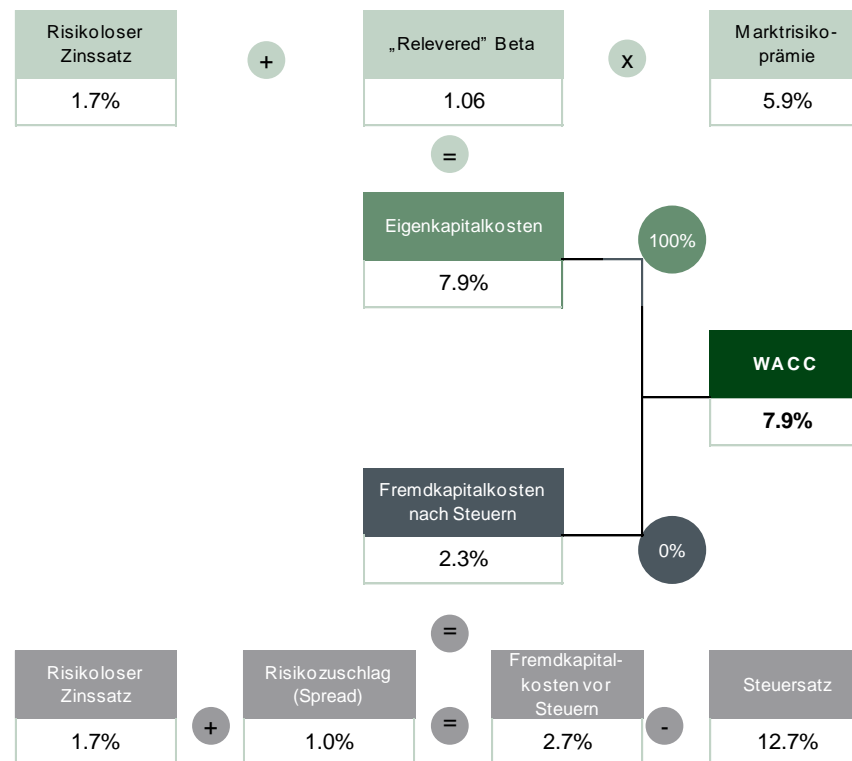 Risikoloser
Zinssatz
+
„Relevered” Beta
x
Marktrisiko-
prämie
1.7%
1.06
5.9%
=
Eigenkapitalkosten
100%
7.9%
WACC
7.9%
Fremdkapitalkosten
nach Steuern
0%
2.3%
=
Risikoloser
Zinssatz
Risikozuschlag
(Spread)
Fremdkapital-
kosten vor
Steuern
Steuersatz
1.7%
+
1.0%
=
2.7%
-
12.7%